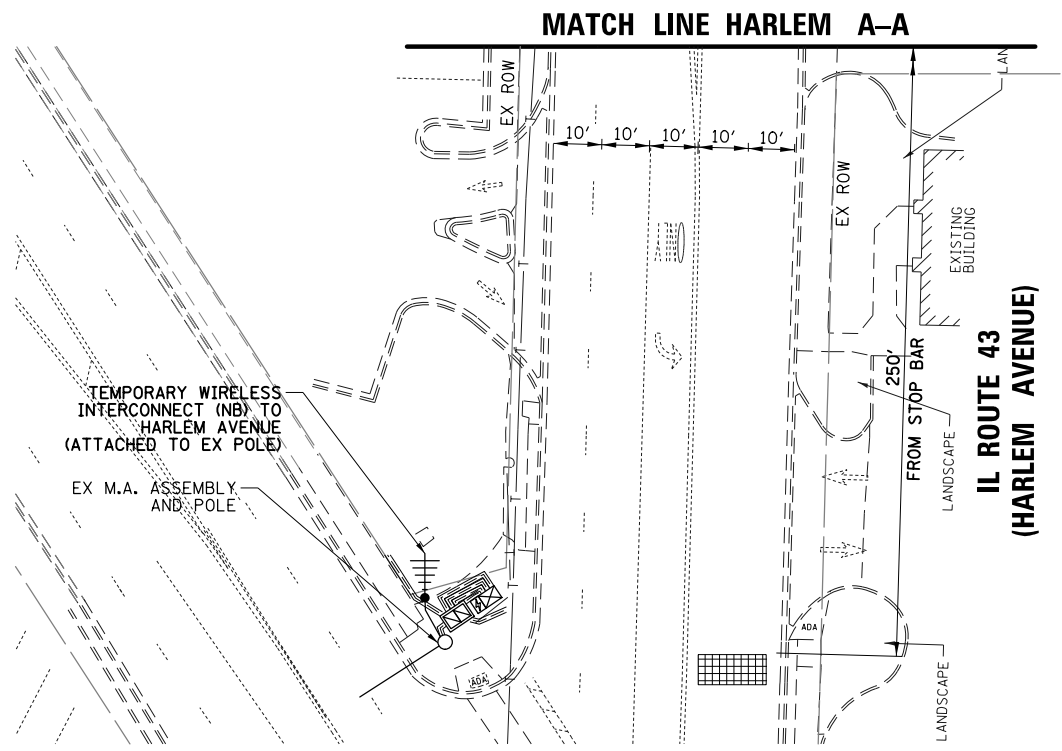 MATCH LINE HARLEM A–A
EX ROW
10' 10' 10' 10' 10'
EX ROW
EXISTING
BUILDING
250'
FROM STOP BAR
IL ROUTE 43
(HARLEM AVENUE)
TEMPORARY WIRELESS
INTERCONNECT (NB) TO
HARLEM AVENUE
(ATTACHED TO EX POLE)
EX M.A. ASSEMBLY
AND POLE
LANDSCAPE
ADA
ADA
LANDSCAPE
LAN